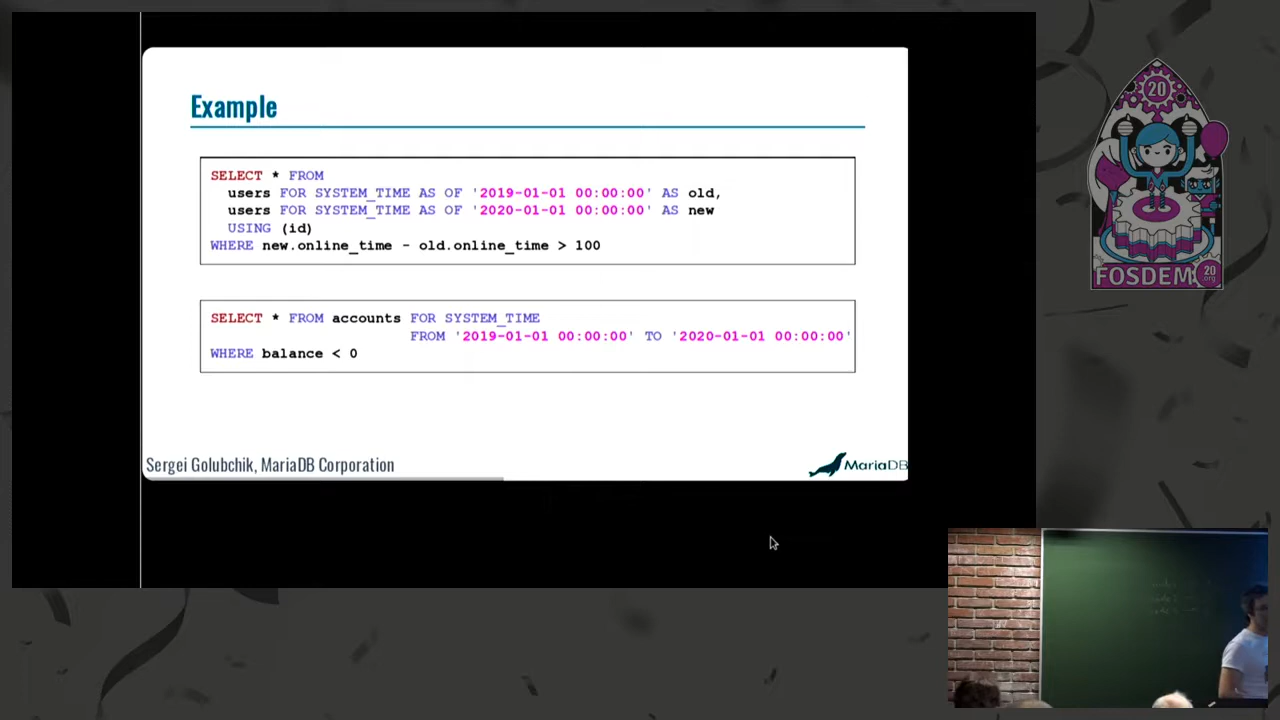 Example
SELECT * FROM
users FOR SYSTEM_TIME AS OF '2019-01-01 00:00:00' AS old,
users FOR SYSTEM_TIME AS OF '2020-01-01 00:00:00' AS new
USING (id)
WHERE new.online_time - old.online_time > 100
SELECT * FROM accounts FOR SYSTEM_TIME
FROM '2019-01-01 00:00:00' TO '2020-01-01 00:00:00'
WHERE balance < 0
Sergei Golubchik, MariaDB Corporation
MariaDB
20
FOSDEM
20
.org